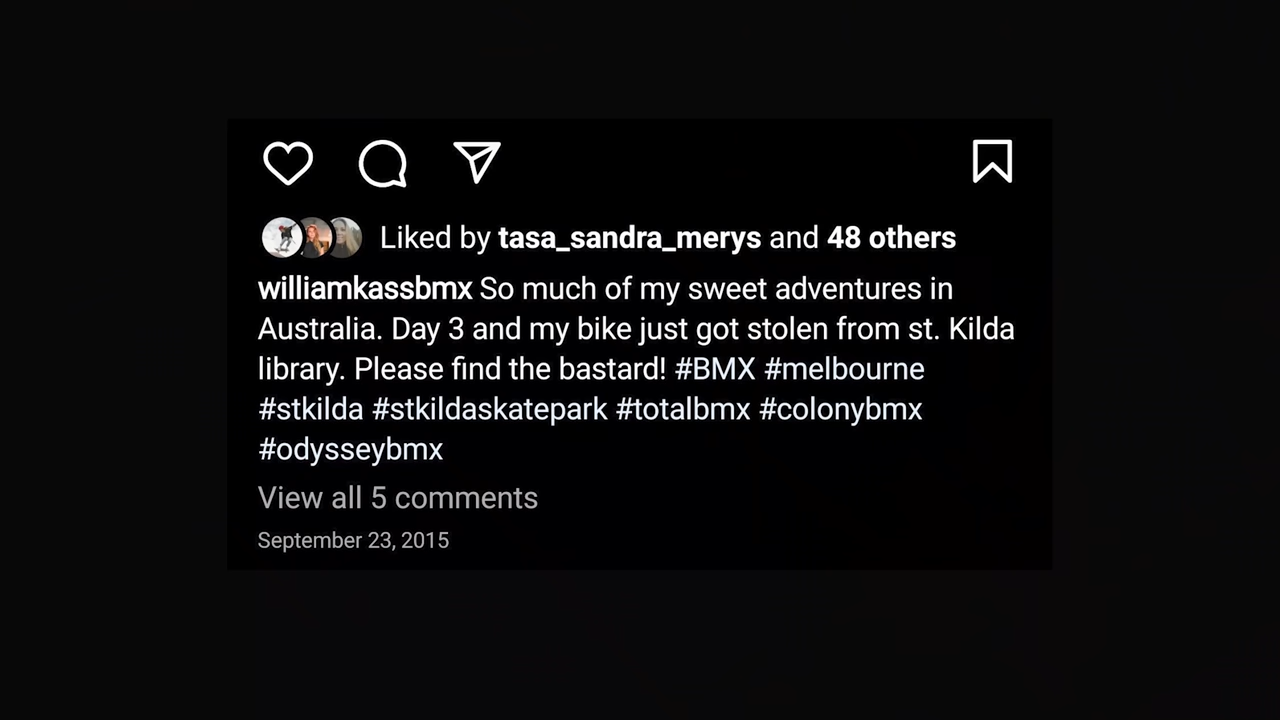 Liked by tasa_sandra_merys and 48 others
williamkassbmx So much of my sweet adventures in
Australia. Day 3 and my bike just got stolen from st. Kilda
library. Please find the bastard! #BMX #melbourne
#stkilda #stkildaskatepark #totalbmx #colonybmx
#odysseybmx
View all 5 comments
September 23, 2015